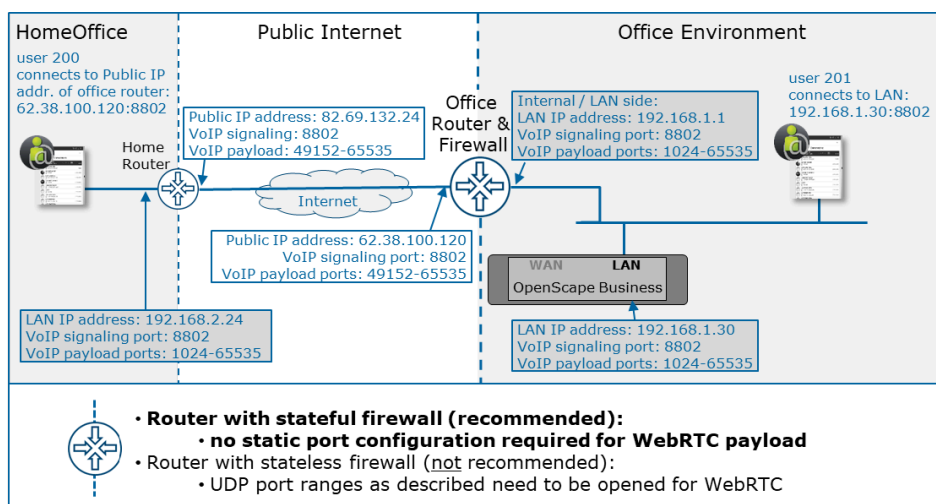 HomeOffice
Public Internet
Office Environment
user 200
connects to Public IP
addr. of office router:
62.38.100.120:8802
Home
Router
Public IP address: 82.69.132.24
VoIP signaling: 8802
VoIP payload: 49152-65535
Office
Router &
Firewall
Internal / LAN side:
LAN IP address: 192.168.1.1
VoIP signaling port: 8802
VoIP payload ports: 1024-65535
user 201
connects to LAN:
192.168.1.30:8802
Internet
Public IP address: 62.38.100.120
VoIP signaling port:
8802
VoIP payload ports: 49152-65535
WAN LAN
OpenScape Business
LAN IP address: 192.168.2.24
VoIP signaling port: 8802
VoIP payload ports: 1024-65535
LAN IP address: 192.168.1.30
VoIP signaling port: 8802
VoIP payload ports: 1024-65535
• Router with stateful firewall (recommended):
• no static port configuration required for WebRTC payload
• Router with stateless firewall (not recommended):
• UDP port ranges as described need to be opened for WebRTC